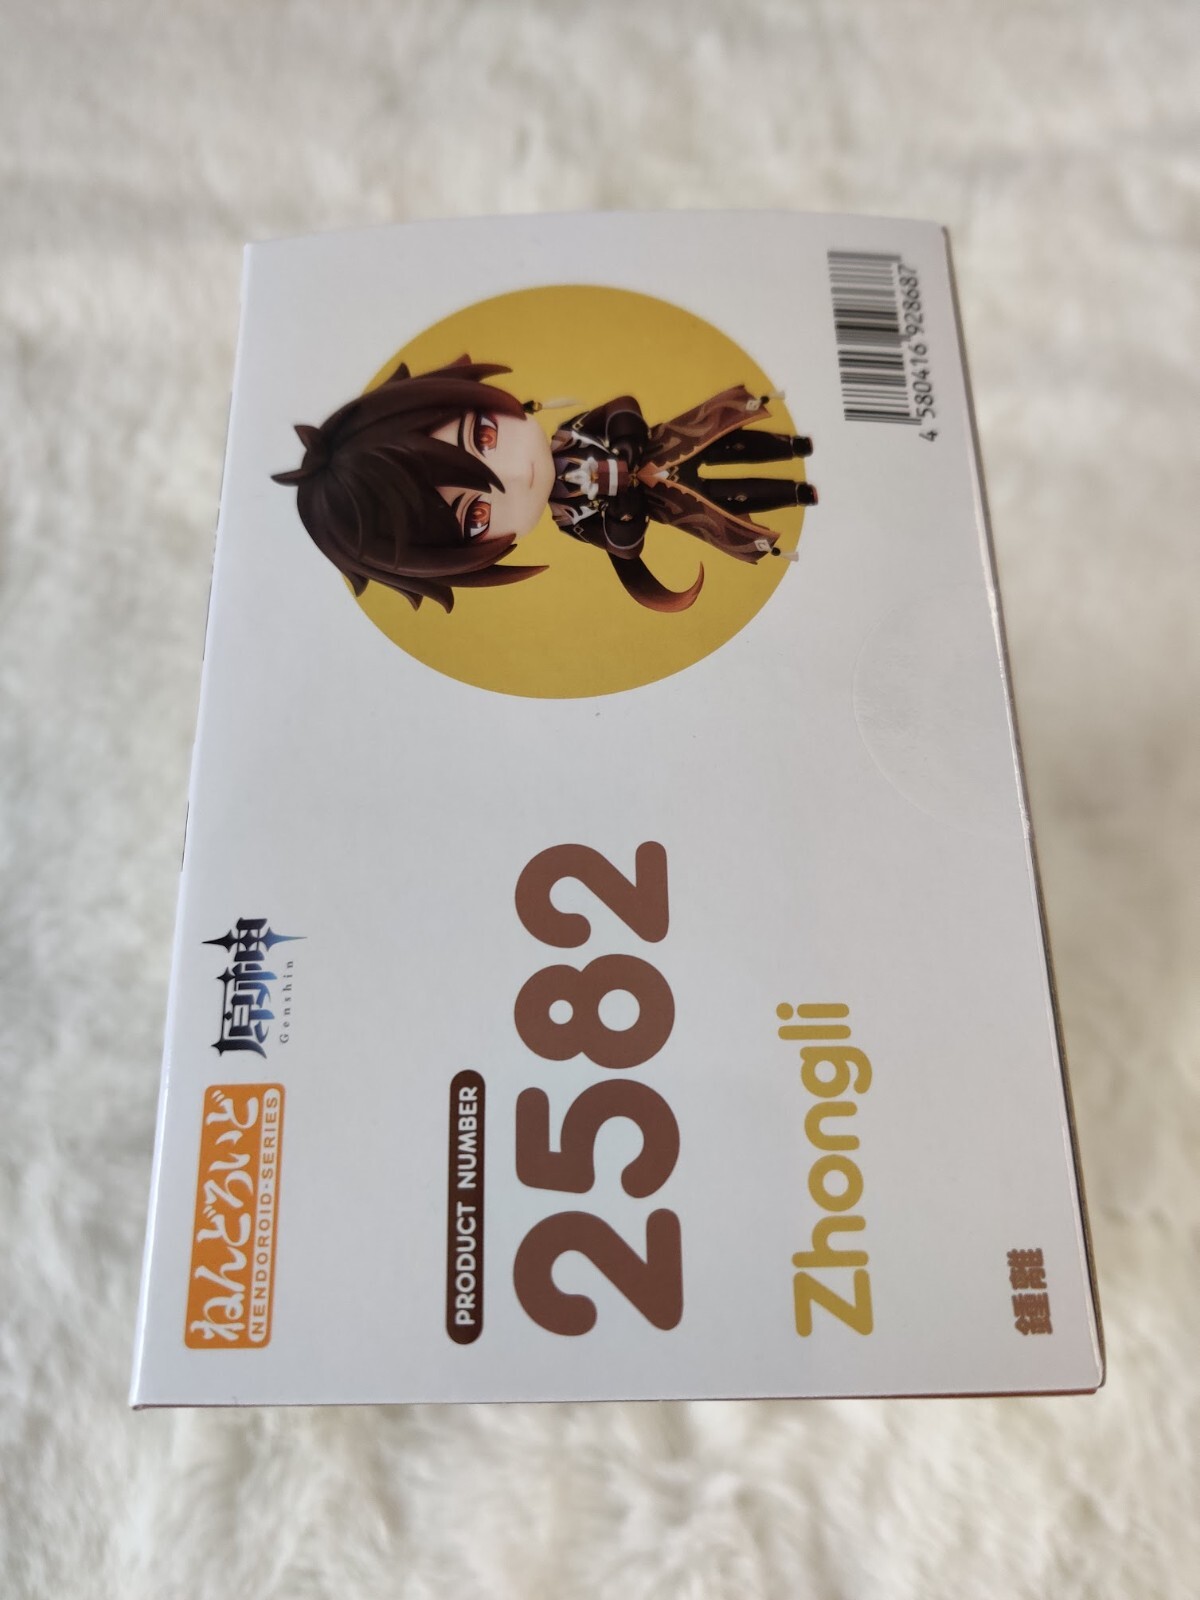 ねんどろいど
NENDOROID-SERIES
原神
Genshin
PRODUCT NUMBER
2582
Zhongli
鍾離
4 580416 928687